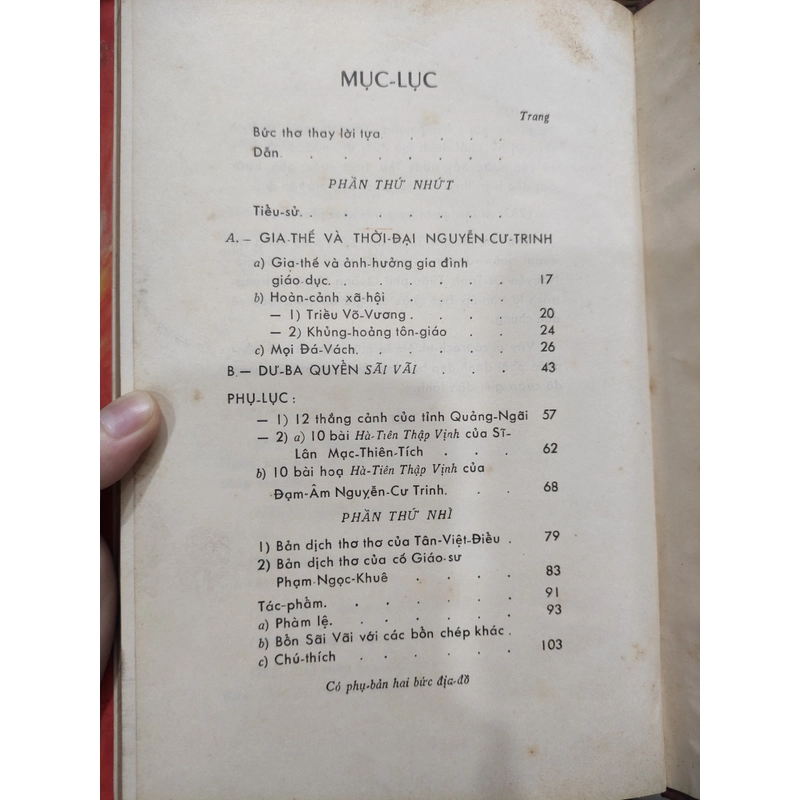 MỤC-LỤC
Trang
Bức thơ thay lời tựa. . . . . .
Dẫn. . . . . . . .
PHẦN THỨ NHỨT
Tiểu-sử. . . . . . . .
A. — GIA-THẾ VÀ THỜI-ĐẠI NGUYỄN-CƯ-TRINH
a) Gia-thế và ảnh-hưởng gia đình
giáo dục. . . . . . . 17
b) Hoàn-cảnh xã-hội . . . . .
— 1) Triều Võ-Vương . . . . 20
— 2) Khủng-hoảng tôn-giáo . . . 24
c) Mọi Đá-Vách. . . . . . 26
B — DƯ-BA QUYỂN SÃI VÃI . . . 43
PHỤ-LỤC :
— 1) 12 thắng cảnh của tỉnh Quảng-Ngãi 57
— 2) a) 10 bài Hà-Tiên Thập Vịnh của Sĩ-
Lân Mạc-Thiên-Tích . . . 62
b) 10 bài hoạ Hà-Tiên Thập Vịnh của
Đạm-Âm Nguyễn-Cư Trinh. . . 68
PHẦN THỨ NHÌ
1) Bản dịch thơ thơ của Tân-Việt-Điểu . 79
2) Bản dịch thơ của cố Giáo-sư
Phạm-Ngọc-Khuê . . . . 83
Tác-phẩm. . . . . . . 91
a) Phàm lệ. . . . . . . 93
b) Bổn Sãi Vãi với các bổn chép khác .
c) Chú-thích . . . . . . 103
Có phụ-bản hai bức địa-đồ